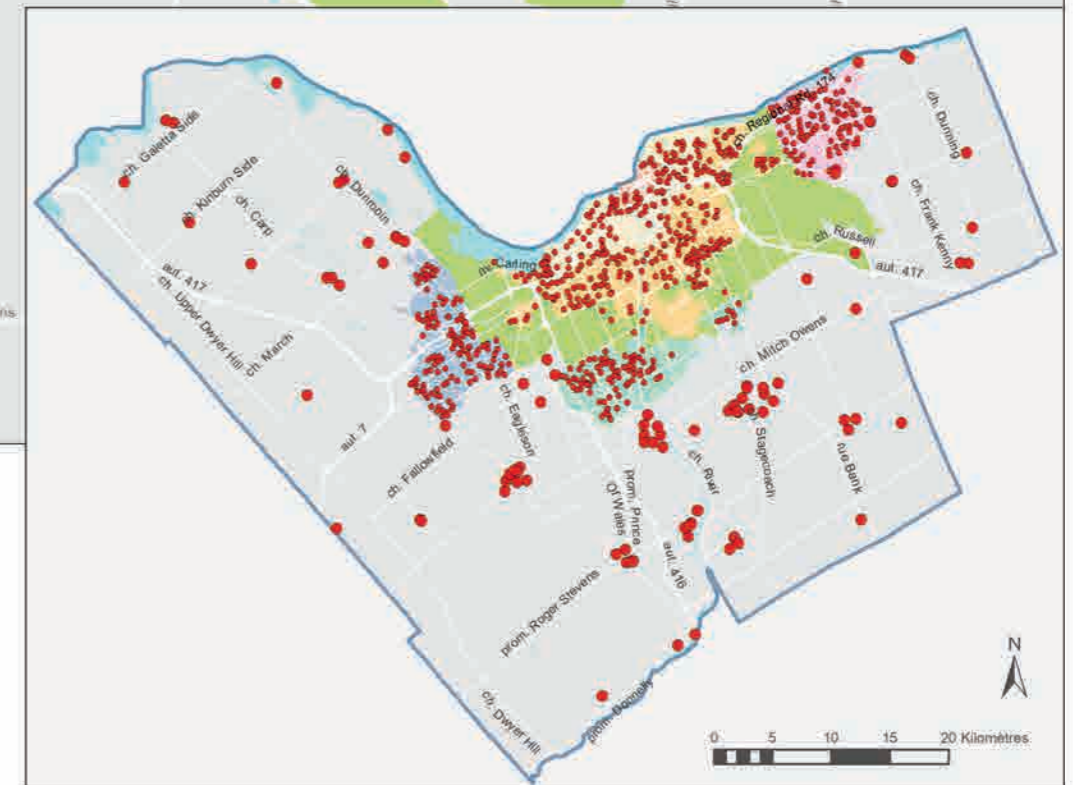 ch. Galetta Side
ch. Kinburn Side
ch. Carp
ch. Dunrobin
aut. 417
ch. Upper Dwyer Hill
ch. March
aut. 7
ch. Fallowfield
ch. Eagleson
av. Carling
ch. Regional Rd. 174
ch. Dunning
ch. Frank Kenny
ch. Russell
aut. 417
ch. Mitch Owens
ch. Stagecoach
rue Bank
ch. River
prom. Prince
Of Wales
aut. 416
prom. Roger Stevens
ch. Dwyer Hill
prom. Donnelly
N
0 5 10 15 20 Kilomètres